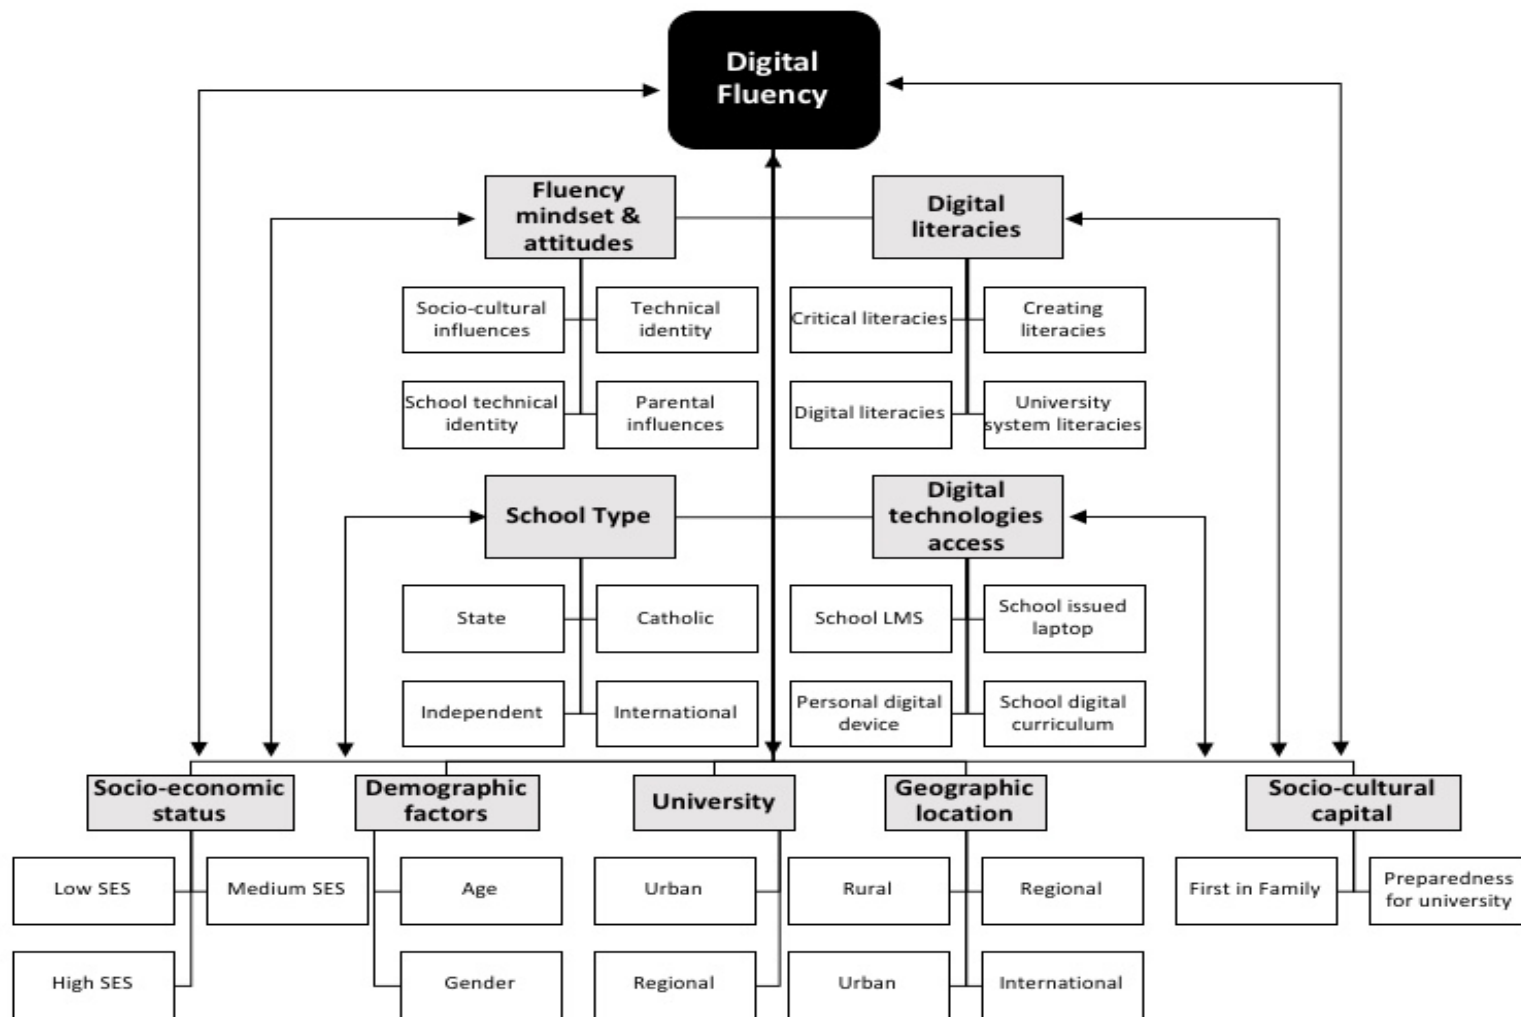 Digital
Fluency
Fluency
mindset &
attitudes
Digital
literacies
Socio-cultural
influences
Technical
identity
Critical literacies
Creating
literacies
School technical
identity
Parental
influences
Digital literacies
University
system literacies
School Type
Digital
technologies
access
State
Catholic
School LMS
School issued
laptop
Independent
International
Personal digital
device
School digital
curriculum
Socio-economic
status
Demographic
factors
University
Geographic
location
Socio-cultural
capital
Low SES
Medium SES
Age
Urban
Rural
Regional
First in Family
Preparedness
for university
High SES
Gender
Regional
Urban
International